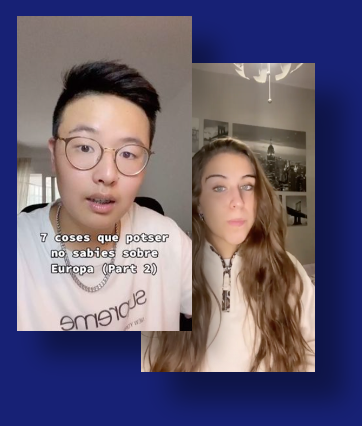 7 coses que potser
no sabies sobre
Europa (Part 2)
supreme